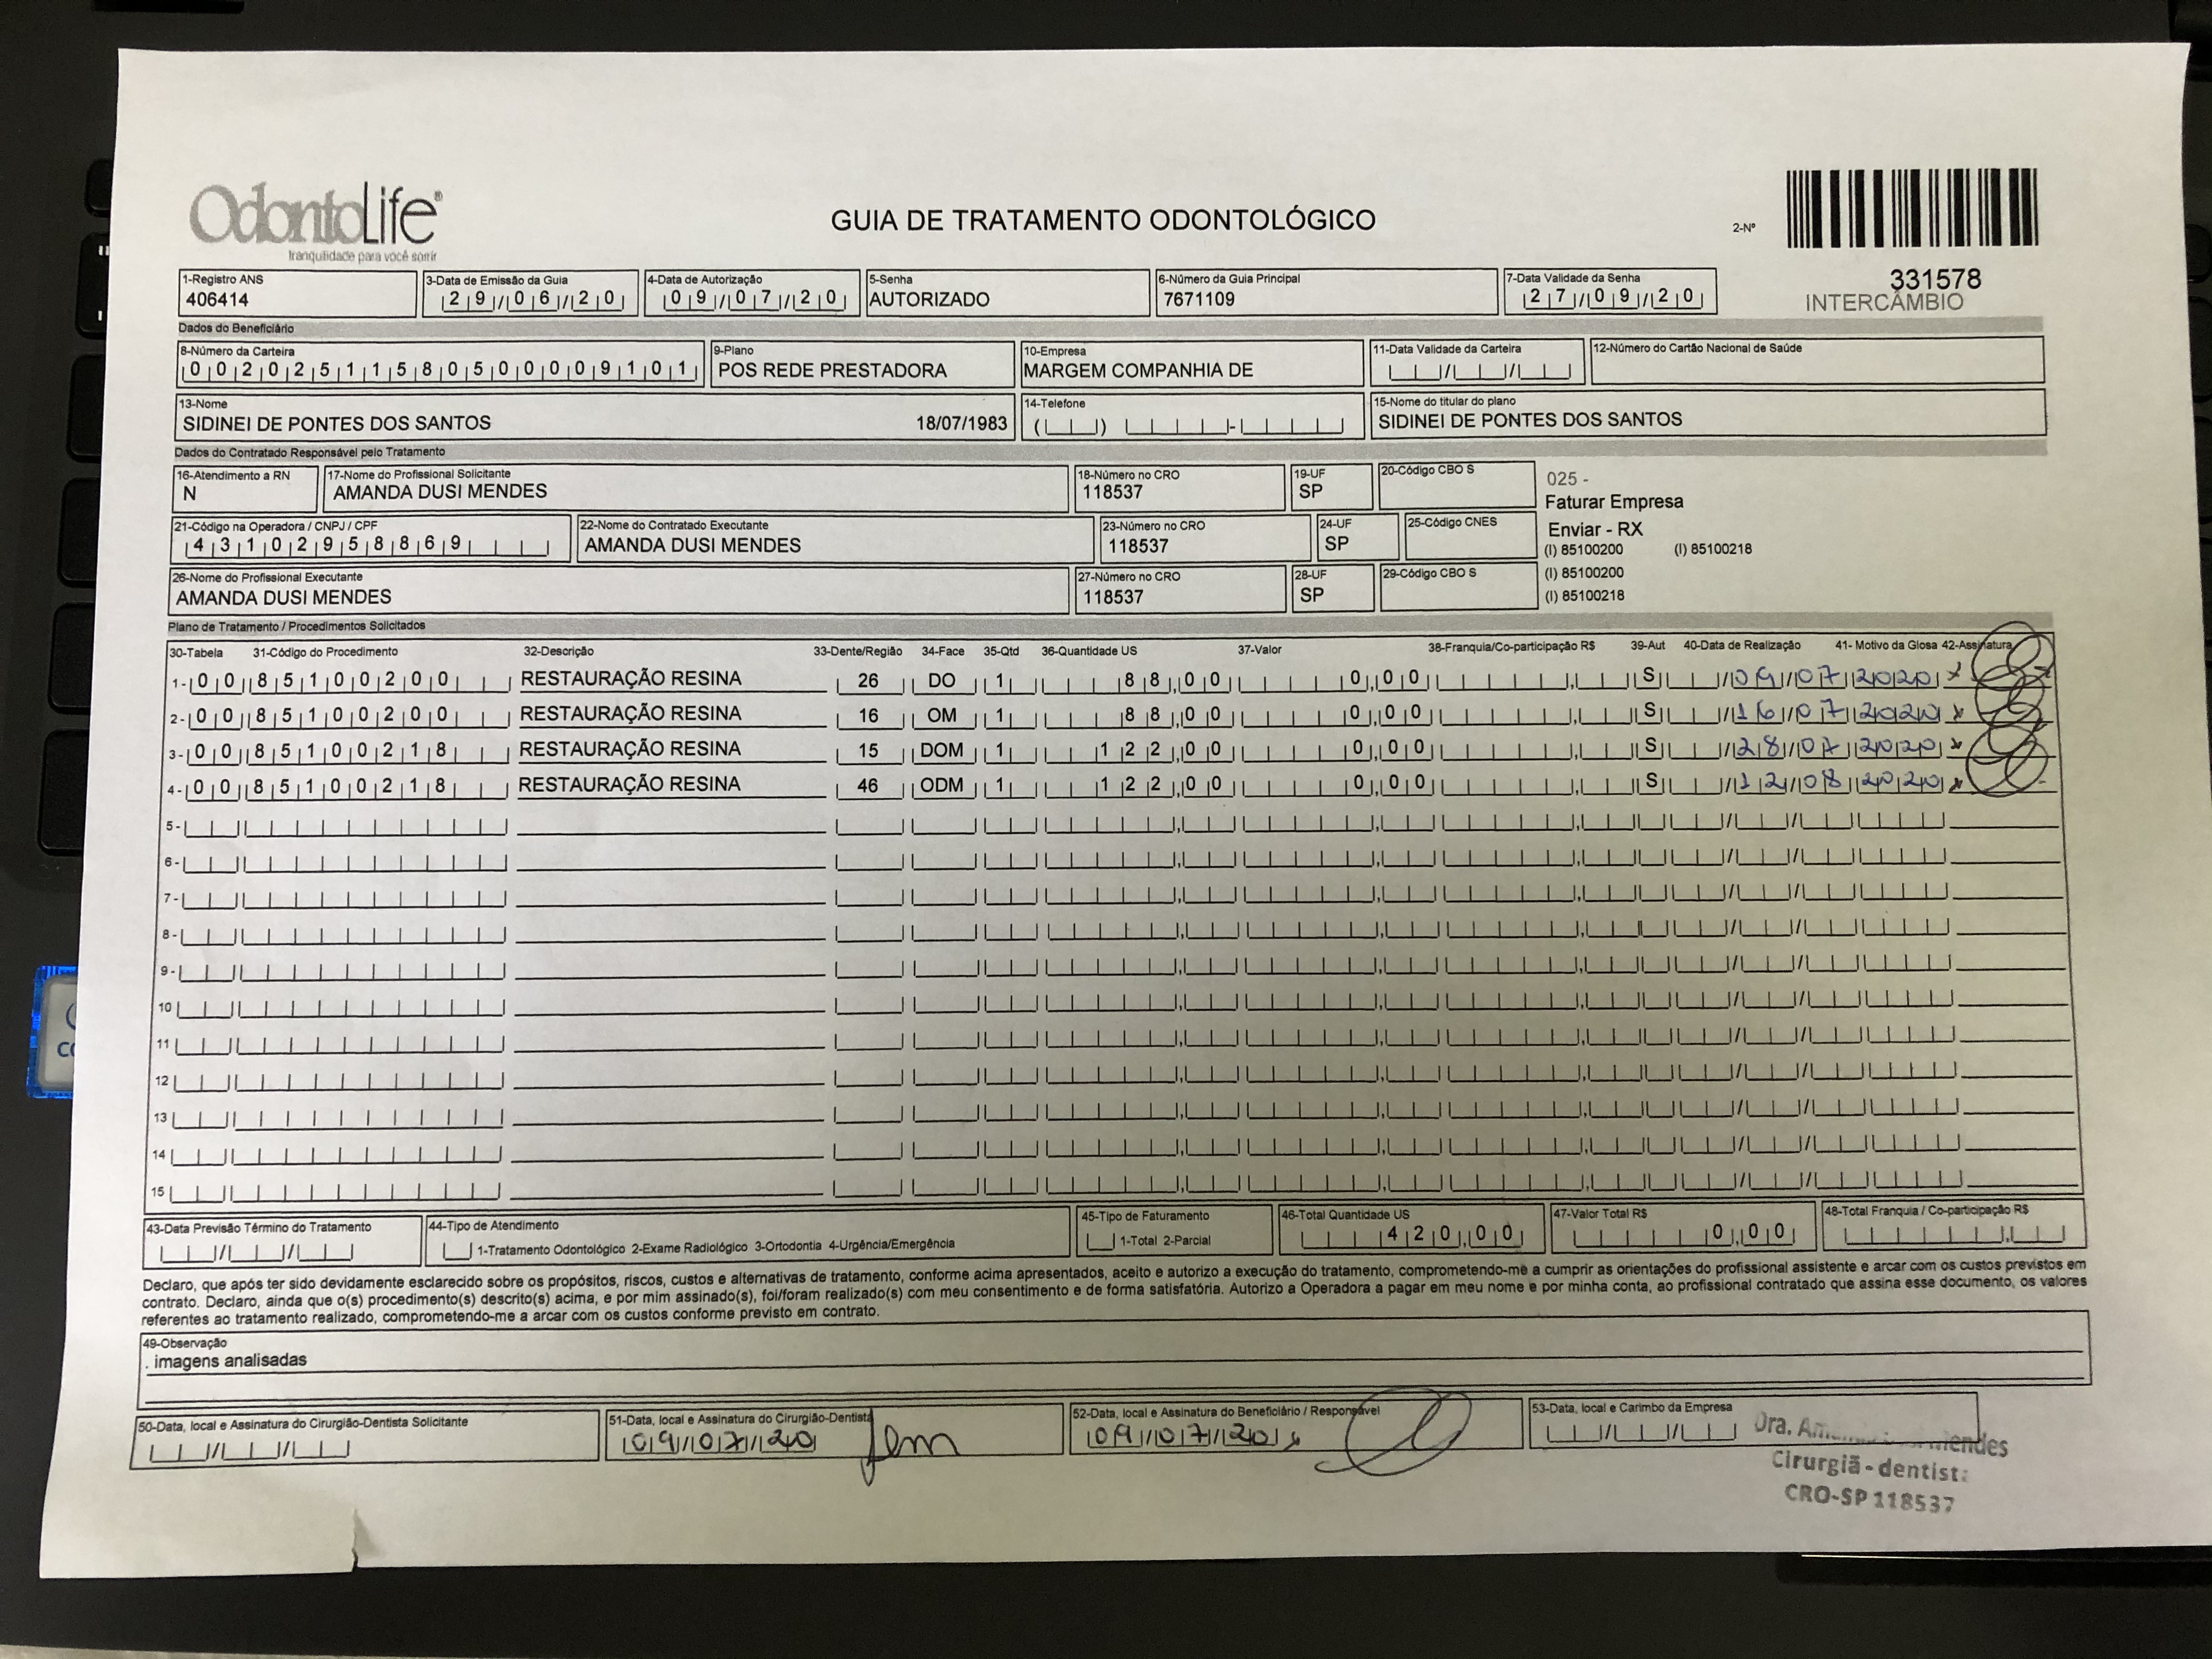 OdontoLife®
tranquilidade para você sorrir
GUIA DE TRATAMENTO ODONTOLÓGICO
2-Nº
331578
INTERCÂMBIO
1-Registro ANS
406414
3-Data de Emissão da Guia
29/06/20
4-Data de Autorização
09/07/20
5-Senha
AUTORIZADO
6-Número da Guia Principal
7671109
7-Data Validade da Senha
27/09/20
Dados do Beneficiário
8-Número da Carteira
00202511580500009101
9-Plano
POS REDE PRESTADORA
10-Empresa
MARGEM COMPANHIA DE
11-Data Validade da Carteira
12-Número do Cartão Nacional de Saúde
13-Nome
SIDINEI DE PONTES DOS SANTOS 18/07/1983
14-Telefone
15-Nome do titular do plano
SIDINEI DE PONTES DOS SANTOS
Dados do Contratado Responsável pelo Tratamento
16-Atendimento a RN
N
17-Nome do Profissional Solicitante
AMANDA DUSI MENDES
18-Número no CRO
118537
19-UF
SP
20-Código CBO S
025 -
Faturar Empresa
Enviar - RX
(I) 85100200 (I) 85100218
(I) 85100200
(I) 85100218
21-Código na Operadora / CNPJ / CPF
43102958869
22-Nome do Contratado Executante
AMANDA DUSI MENDES
23-Número no CRO
118537
24-UF
SP
25-Código CNES
26-Nome do Profissional Executante
AMANDA DUSI MENDES
27-Número no CRO
118537
28-UF
SP
29-Código CBO S
Plano de Tratamento / Procedimentos Solicitados
30-Tabela 31-Código do Procedimento 32-Descrição 33-Dente/Região 34-Face 35-Qtd 36-Quantidade US 37-Valor 38-Franquia/Co-participação R$ 39-Aut 40-Data de Realização 41- Motivo da Glosa 42-Assinatura
1- 00 85100200 RESTAURAÇÃO RESINA 26 DO 1 88,00 0,00 S 09/07/2020 x
2- 00 85100200 RESTAURAÇÃO RESINA 16 OM 1 88,00 0,00 S 16/07/2020 x
3- 00 85100218 RESTAURAÇÃO RESINA 15 DOM 1 122,00 0,00 S 28/07/2020 x
4- 00 85100218 RESTAURAÇÃO RESINA 46 ODM 1 122,00 0,00 S 12/08/2020 x
5-
6-
7-
8-
9-
10
11
12
13
14
15
43-Data Previsão Término do Tratamento
44-Tipo de Atendimento
1-Tratamento Odontológico 2-Exame Radiológico 3-Ortodontia 4-Urgência/Emergência
45-Tipo de Faturamento
1-Total 2-Parcial
46-Total Quantidade US
420,00
47-Valor Total R$
0,00
48-Total Franquia / Co-participação R$
Declaro, que após ter sido devidamente esclarecido sobre os propósitos, riscos, custos e alternativas de tratamento, conforme acima apresentados, aceito e autorizo a execução do tratamento, comprometendo-me a cumprir as orientações do profissional assistente e arcar com os custos previstos em
contrato. Declaro, ainda que o(s) procedimento(s) descrito(s) acima, e por mim assinado(s), foi/foram realizado(s) com meu consentimento e de forma satisfatória. Autorizo a Operadora a pagar em meu nome e por minha conta, ao profissional contratado que assina esse documento, os valores
referentes ao tratamento realizado, comprometendo-me a arcar com os custos conforme previsto em contrato.
49-Observação
. imagens analisadas
50-Data, local e Assinatura do Cirurgião-Dentista Solicitante
51-Data, local e Assinatura do Cirurgião-Dentista
09/07/20
52-Data, local e Assinatura do Beneficiário / Responsável
09/07/20 x
53-Data, local e Carimbo da Empresa
Dra. Mendes
Cirurgiã-dentista
CRO-SP 118537